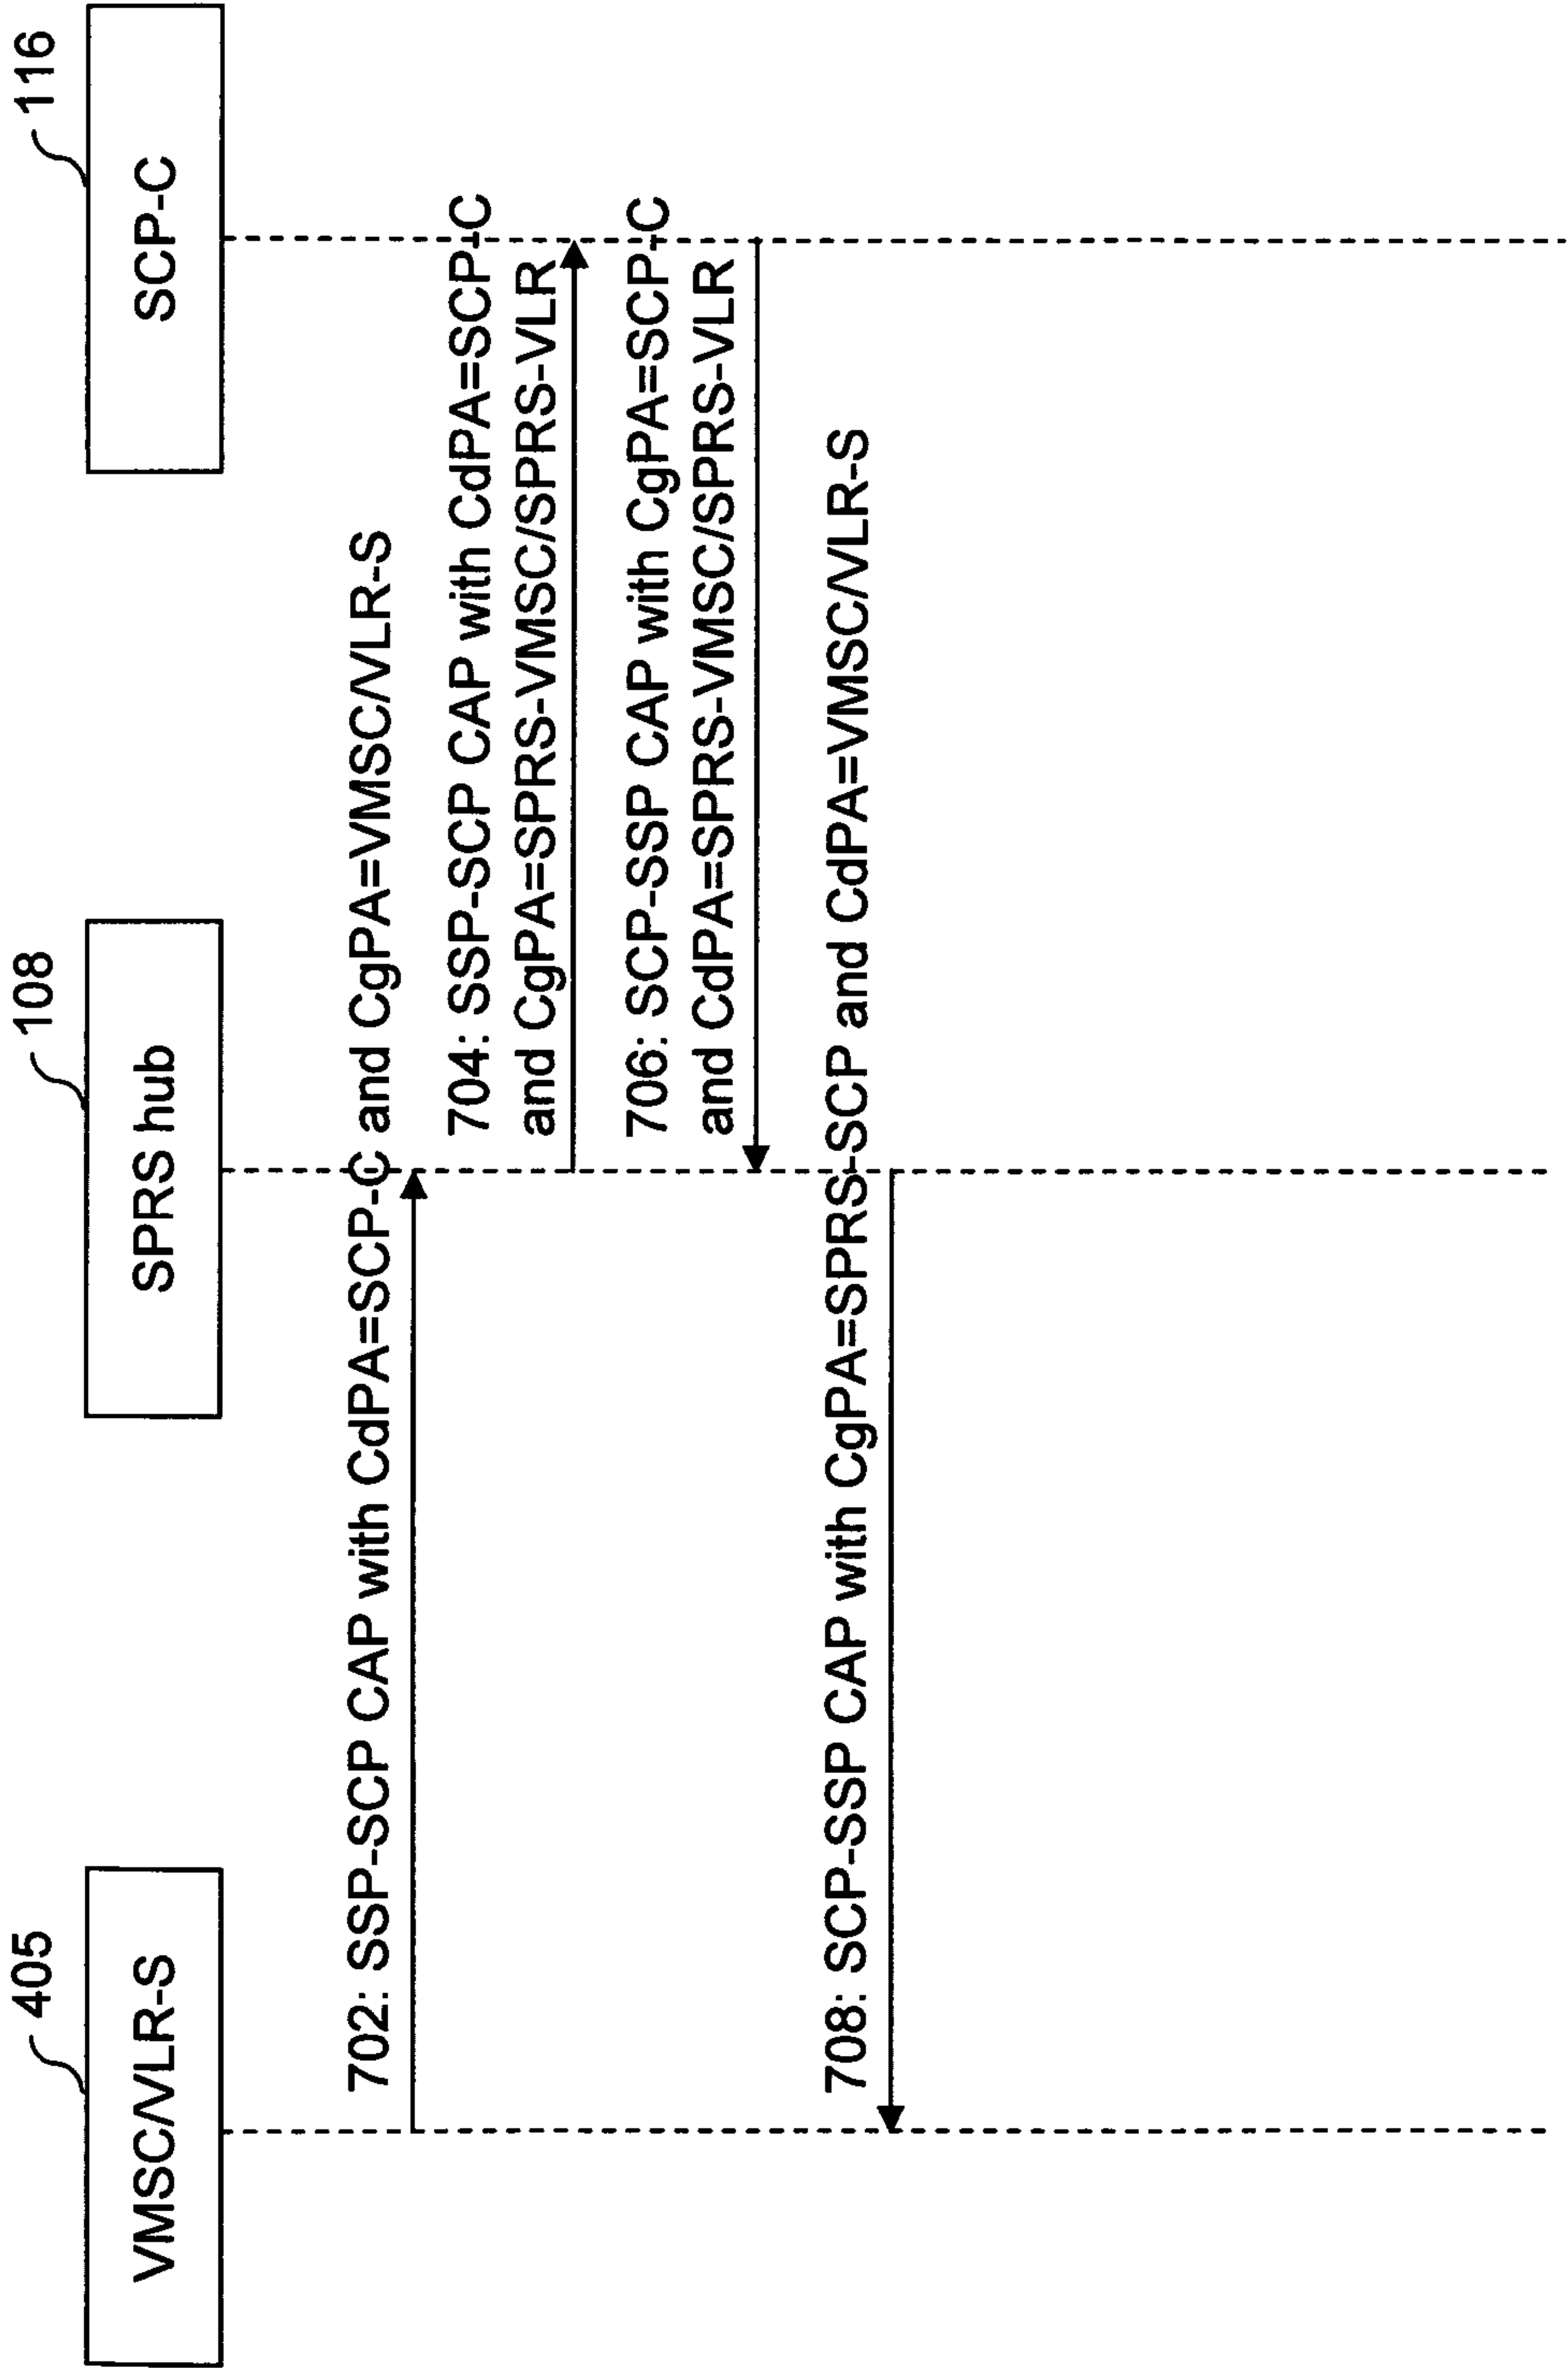 405
108
116
VMSC/VLR-S
SPRS hub
SCP-C
702: SSP-SCP CAP with CdPA=SCP-C and CgPA=VMSC/VLR-S
704: SSP-SCP CAP with CdPA=SCP-C
and CgPA=SPRS-VMSC/SPRS-VLR
706: SCP-SSP CAP with CgPA=SCP-C
and CdPA=SPRS-VMSC/SPRS-VLR
708: SCP-SSP CAP with CgPA=SPRS-SCP and CdPA=VMSC/VLR-S